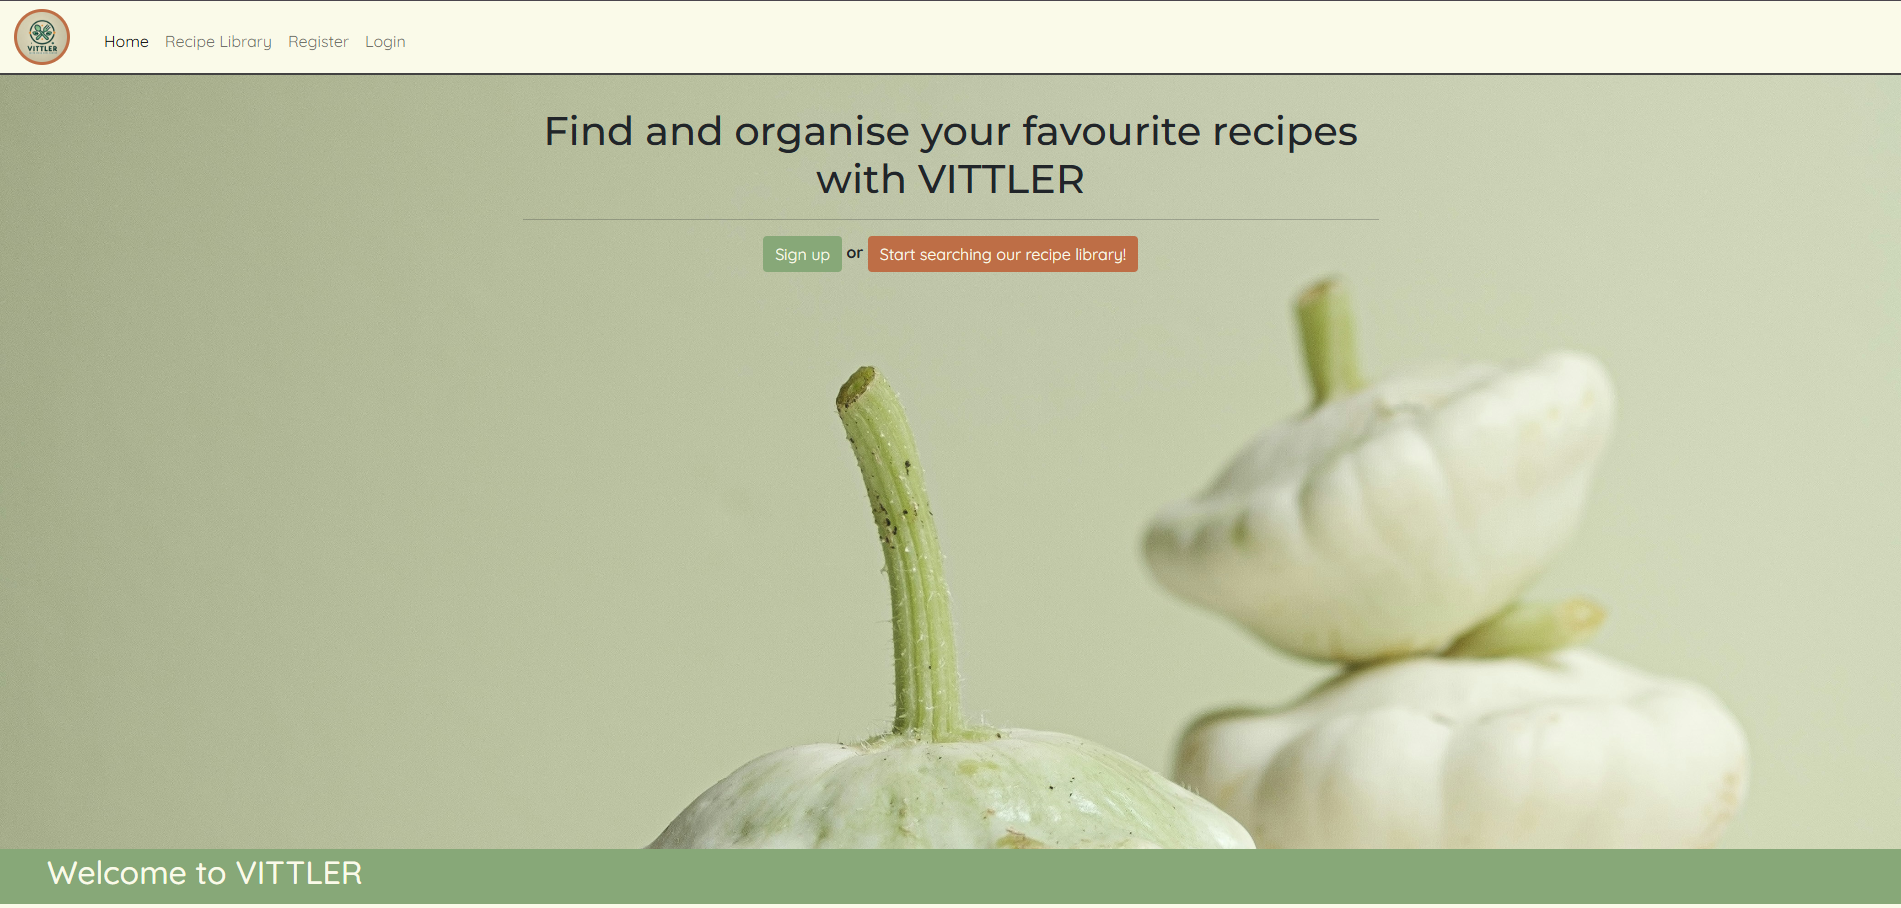 VITTLER
Home Recipe Library Register Login
Find and organise your favourite recipes
with VITTLER
Sign up or Start searching our recipe library!
Welcome to VITTLER